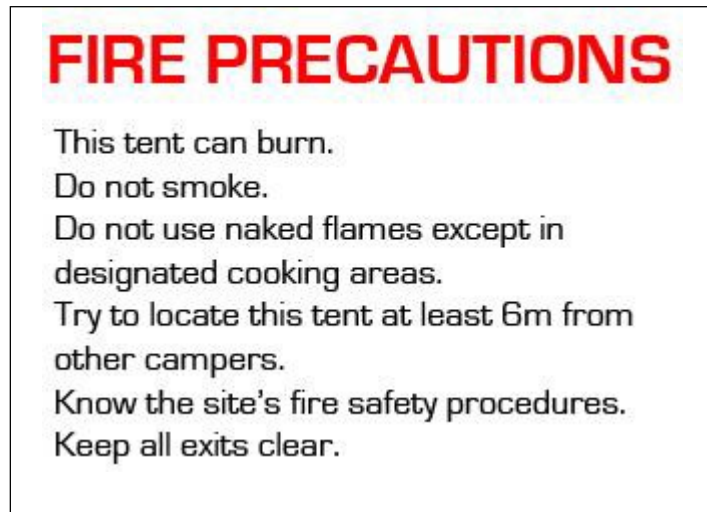 FIRE PRECAUTIONS
This tent can burn.
Do not smoke.
Do not use naked flames except in
designated cooking areas.
Try to locate this tent at least 6m from
other campers.
Know the site's fire safety procedures.
Keep all exits clear.